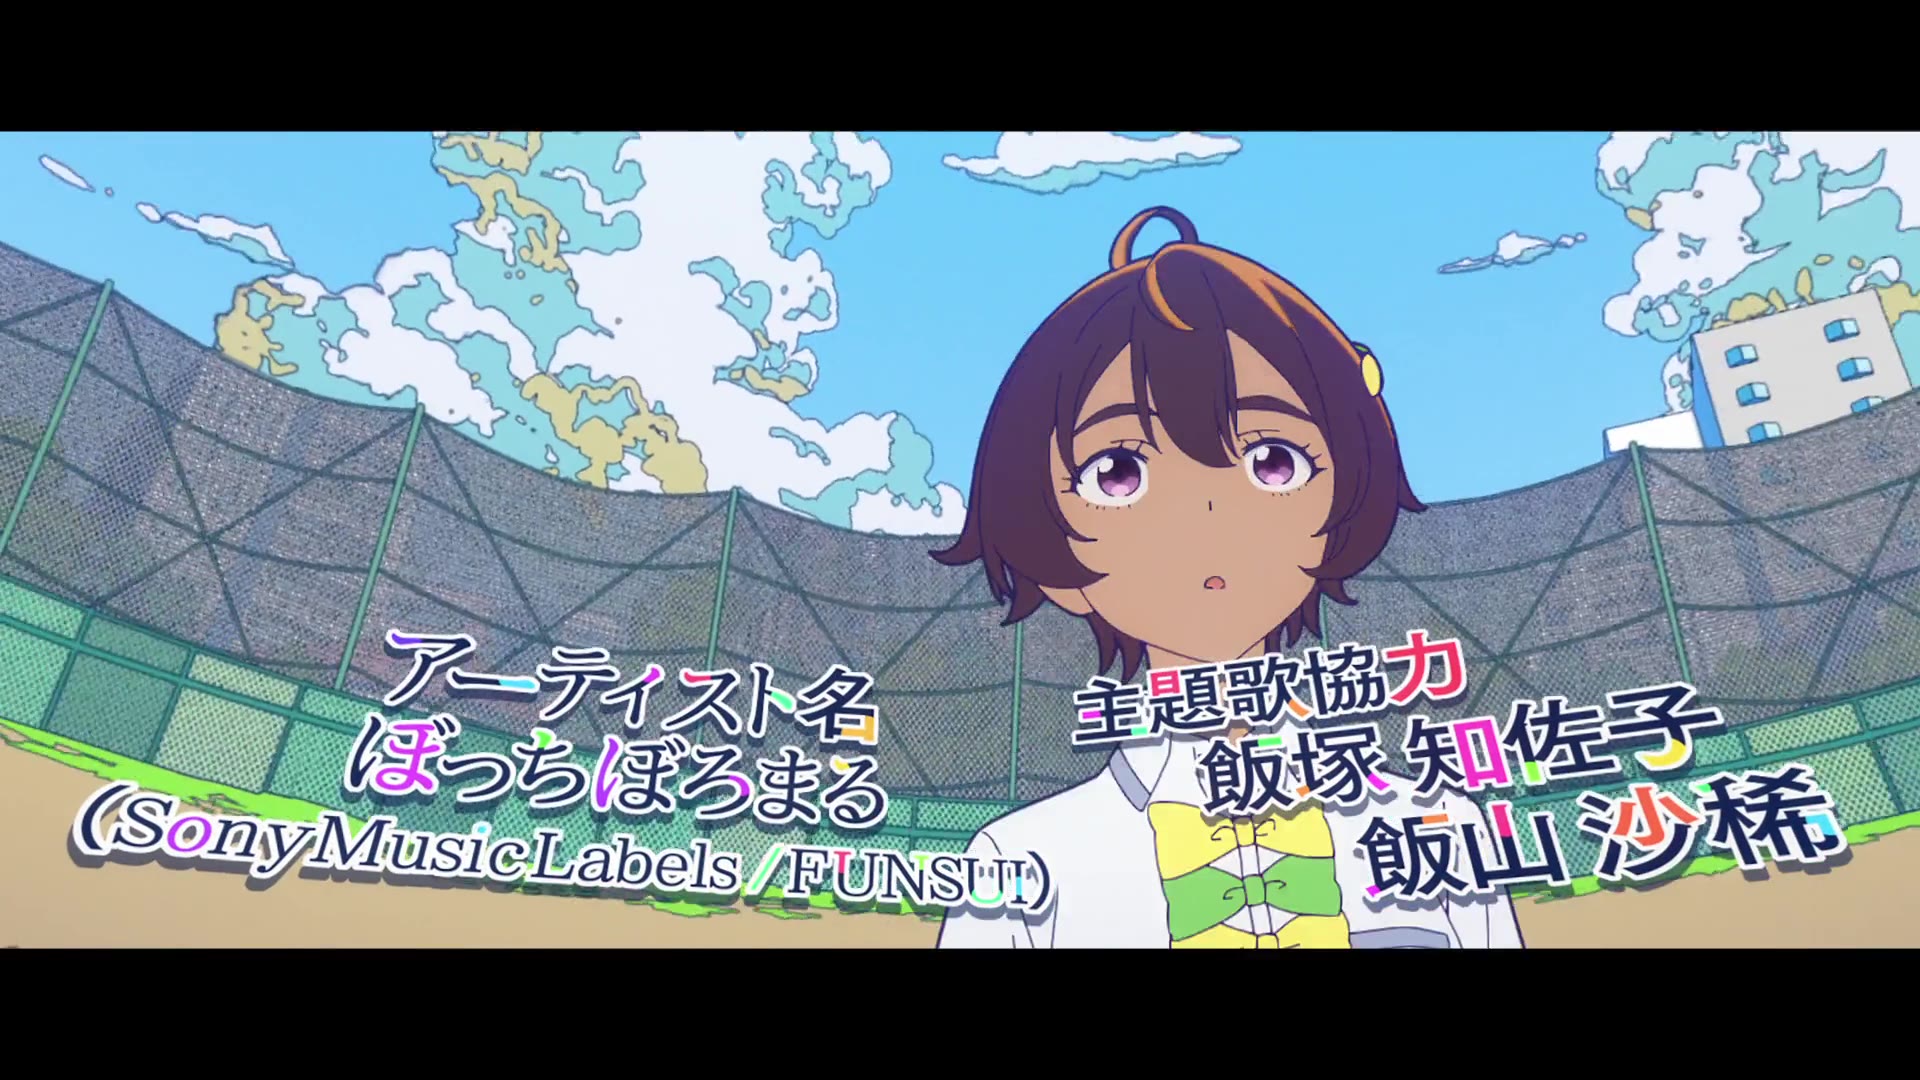 アーティスト名
ぼっちぼろまる
(SonyMusicLabels/FUNSUI)
主題歌協力
飯塚 知佐子
飯山 沙稀